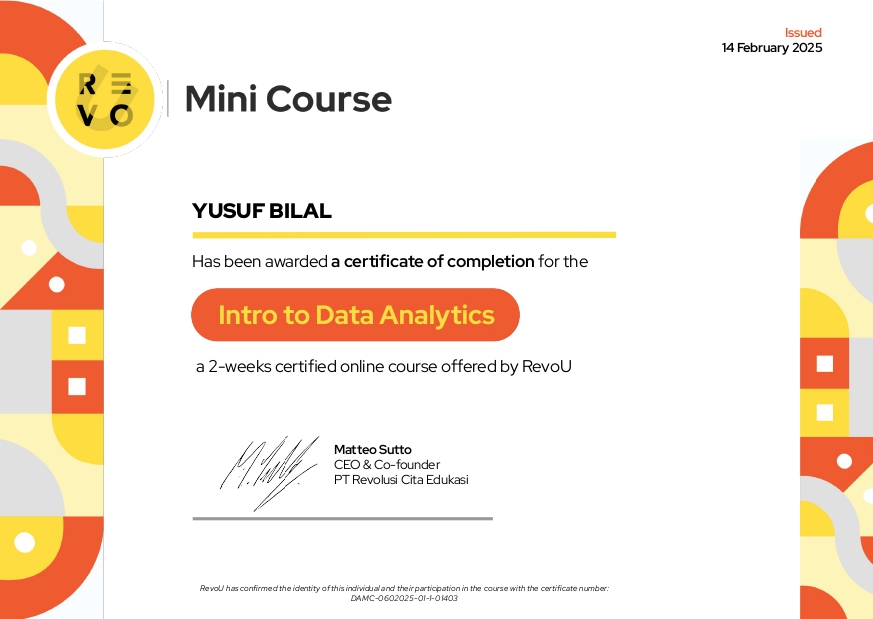 Issued
14 February 2025
R E
V O
Mini Course
YUSUF BILAL
Has been awarded a certificate of completion for the
Intro to Data Analytics
a 2-weeks certified online course offered by RevoU
Matteo Sutto
CEO & Co-founder
PT Revolusi Cita Edukasi
RevoU has confirmed the identity of this individual and their participation in the course with the certificate number:
DAMC-0602025-01-1-01403